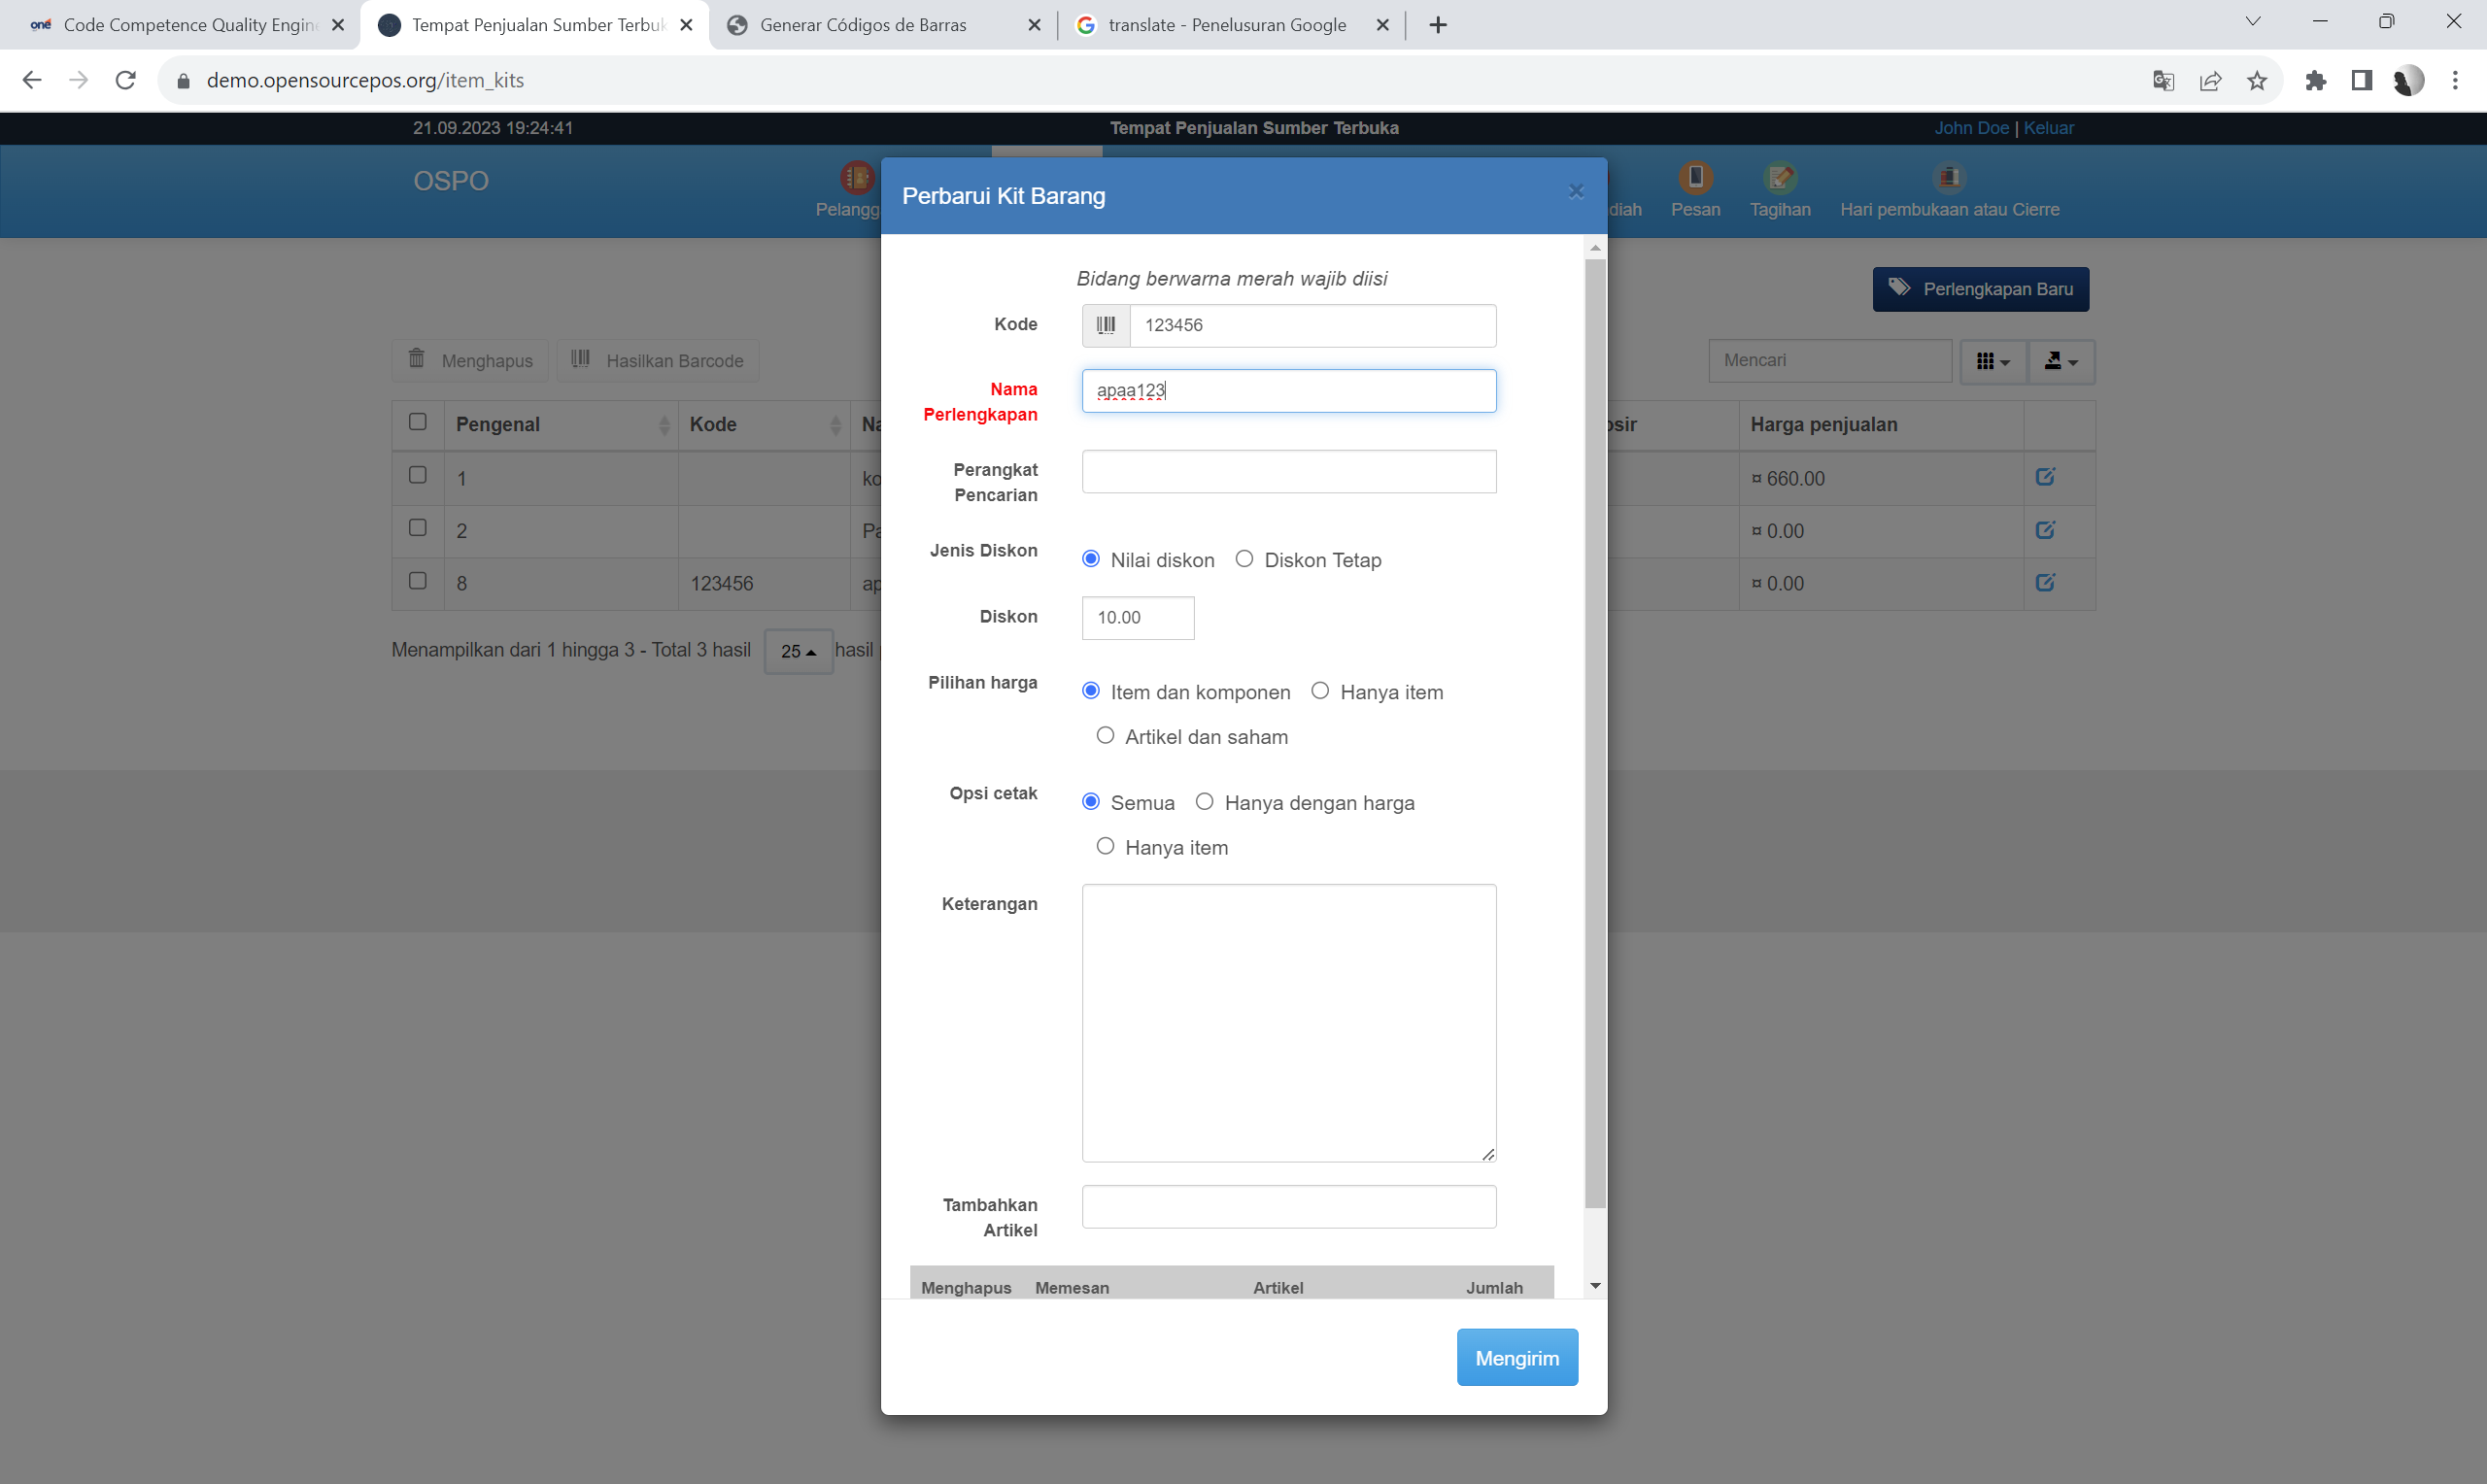 Code Competence Quality Engine
Tempat Penjualan Sumber Terbuk
Generar Códigos de Barras
translate - Penelusuran Google
demo.opensourcepos.org/item_kits
21.09.2023 19:24:41
Tempat Penjualan Sumber Terbuka
John Doe | Keluar
OSPO
Pelangg
diah
Pesan
Tagihan
Hari pembukaan atau Cierre
Perbarui Kit Barang
Perlengkapan Baru
Menghapus
Hasilkan Barcode
Mencari
Pengenal
Kode
Na
osir
Harga penjualan
1
ko
¤ 660.00
2
Pa
¤ 0.00
8
123456
ap
¤ 0.00
Menampilkan dari 1 hingga 3 - Total 3 hasil
25
hasil
Bidang berwarna merah wajib diisi
Kode
123456
Nama
Perlengkapan
apaa123
Perangkat
Pencarian
Jenis Diskon
Nilai diskon
Diskon Tetap
Diskon
10.00
Pilihan harga
Item dan komponen
Hanya item
Artikel dan saham
Opsi cetak
Semua
Hanya dengan harga
Hanya item
Keterangan
Tambahkan
Artikel
Menghapus
Memesan
Artikel
Jumlah
Mengirim